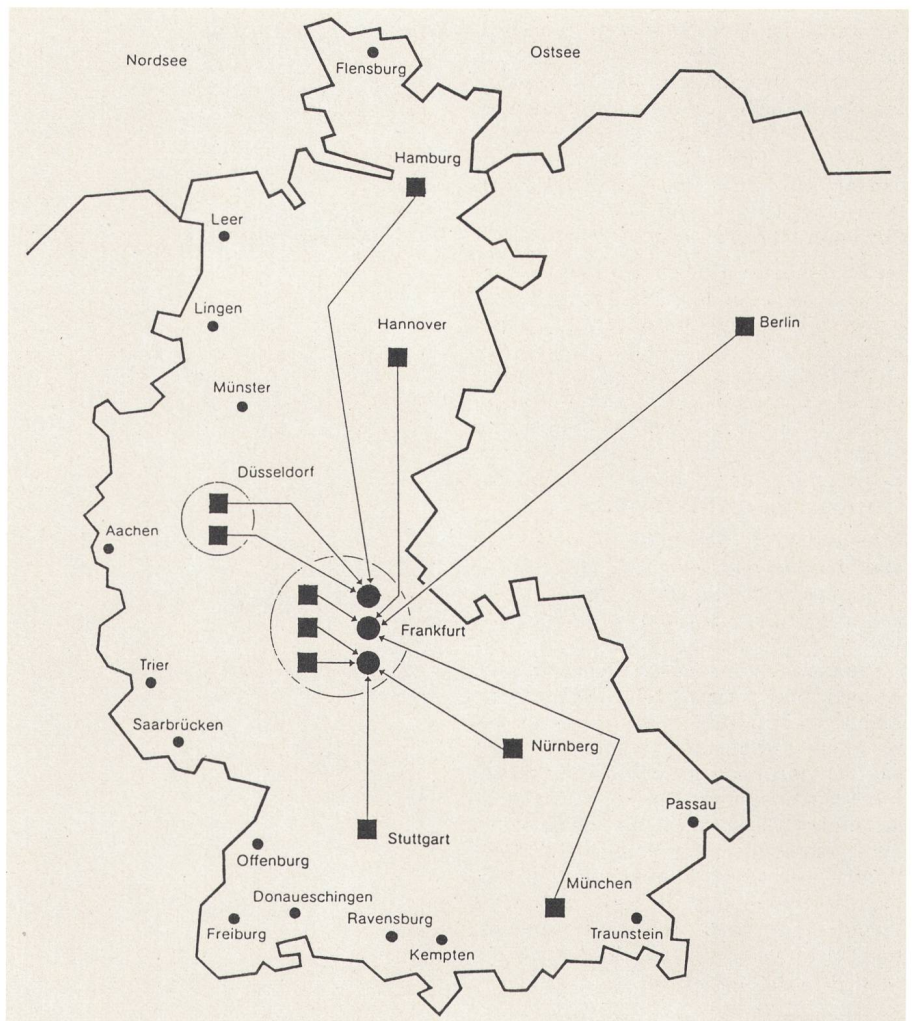 Nordsee
Ostsee
Flensburg
Hamburg
Leer
Lingen
Hannover
Berlin
Münster
Düsseldorf
Aachen
Frankfurt
Trier
Saarbrücken
Nürnberg
Passau
Stuttgart
Offenburg
München
Donaueschingen
Ravensburg
Freiburg
Traunstein
Kempten